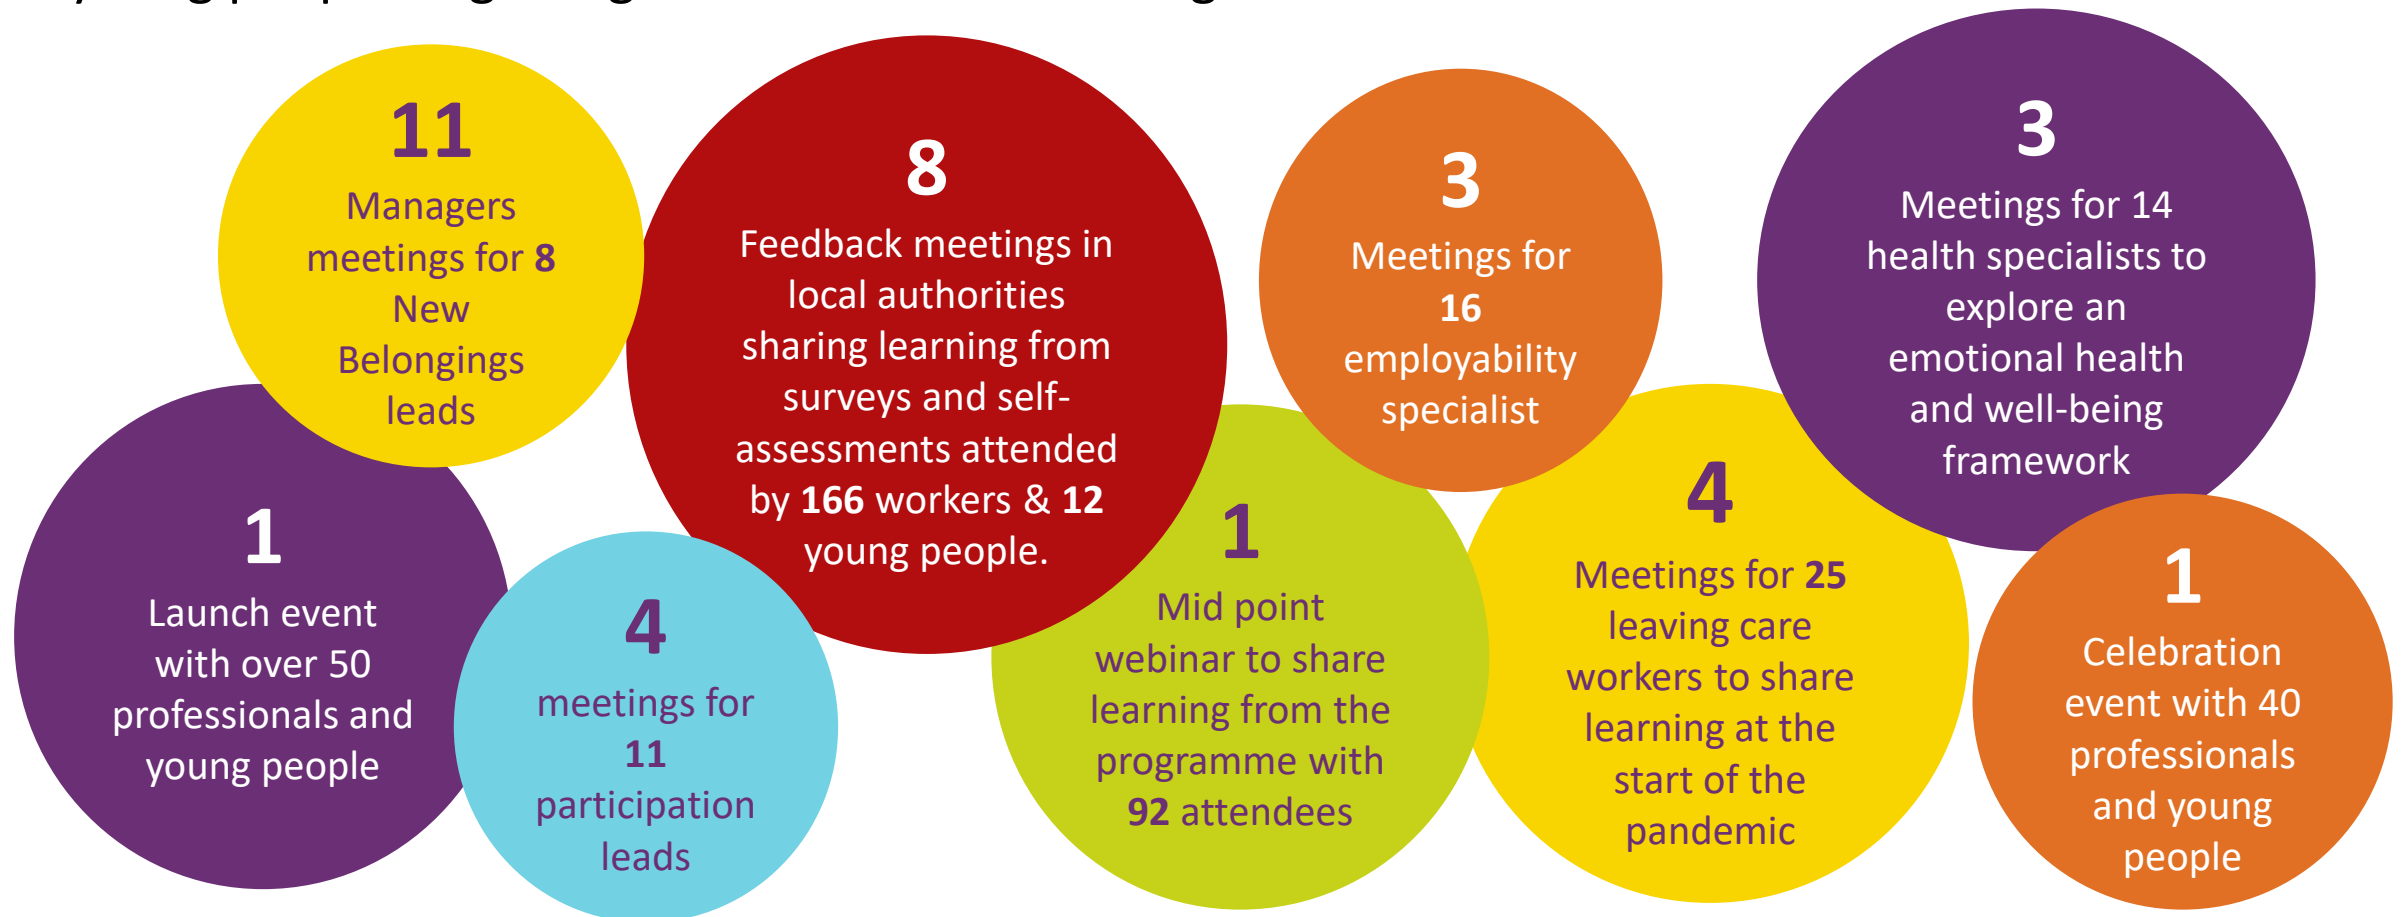 11
Managers
meetings for 8
New
Belongings
leads
8
Feedback meetings in
local authorities
sharing learning from
surveys and self-
assessments attended
by 166 workers & 12
young people.
3
Meetings for
16
employability
specialist
3
Meetings for 14
health specialists to
explore an
emotional health
and well-being
framework
1
Launch event
with over 50
professionals and
young people
4
meetings for
11
participation
leads
1
Mid point
webinar to share
learning from the
programme with
92 attendees
4
Meetings for 25
leaving care
workers to share
learning at the
start of the
pandemic
1
Celebration
event with 40
professionals
and young
people